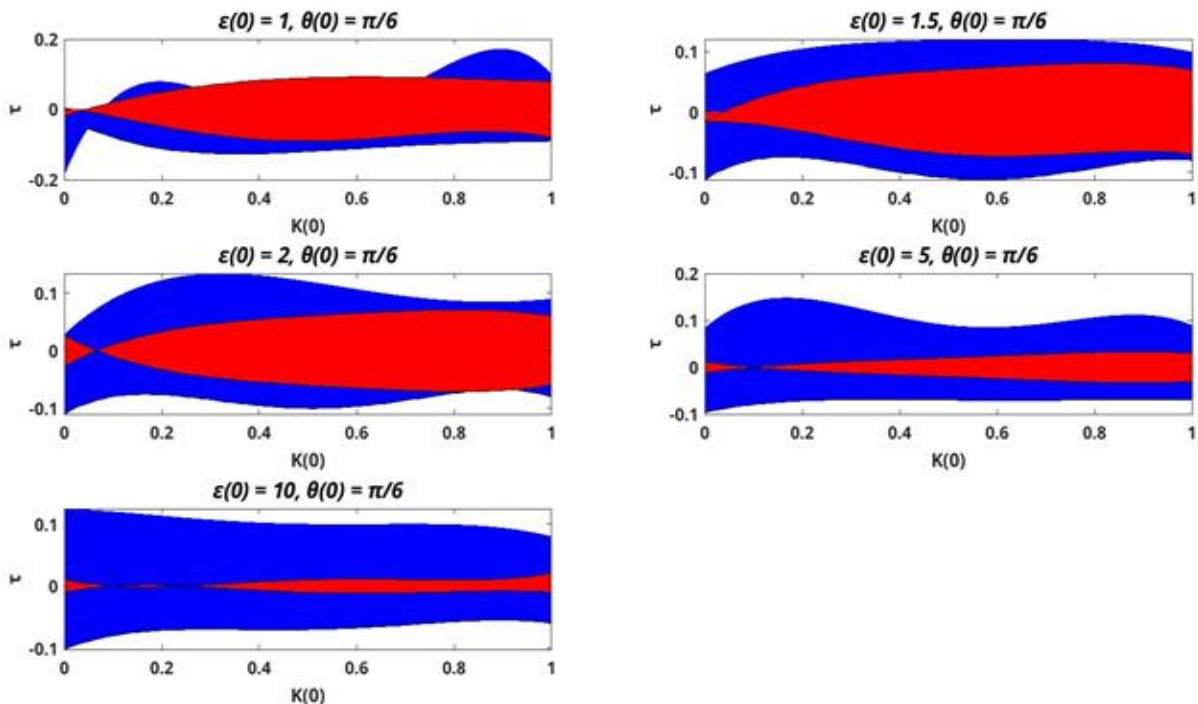 ε(0) = 1, θ(0) = π/6
0.2
0
-0.2
τ
0 0.2 0.4 0.6 0.8 1
K(0)
ε(0) = 1.5, θ(0) = π/6
0.1
0
-0.1
τ
0 0.2 0.4 0.6 0.8 1
K(0)
ε(0) = 2, θ(0) = π/6
0.1
0
-0.1
τ
0 0.2 0.4 0.6 0.8 1
K(0)
ε(0) = 5, θ(0) = π/6
0.2
0.1
0
-0.1
τ
0 0.2 0.4 0.6 0.8 1
K(0)
ε(0) = 10, θ(0) = π/6
0.1
0
-0.1
τ
0 0.2 0.4 0.6 0.8 1
K(0)